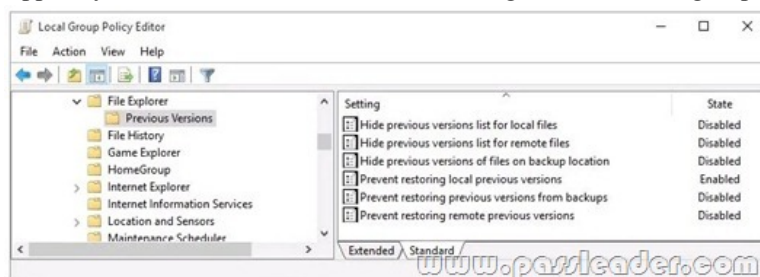 Local Group Policy Editor
File Action View Help
File Explorer
Previous Versions
File History
Game Explorer
HomeGroup
Internet Explorer
Internet Information Services
Location and Sensors
Maintenance Scheduler
Setting State
Hide previous versions list for local files Disabled
Hide previous versions list for remote files Disabled
Hide previous versions of files on backup location Disabled
Prevent restoring local previous versions Enabled
Prevent restoring previous versions from backups Disabled
Prevent restoring remote previous versions Disabled
Extended Standard
www.passleader.com